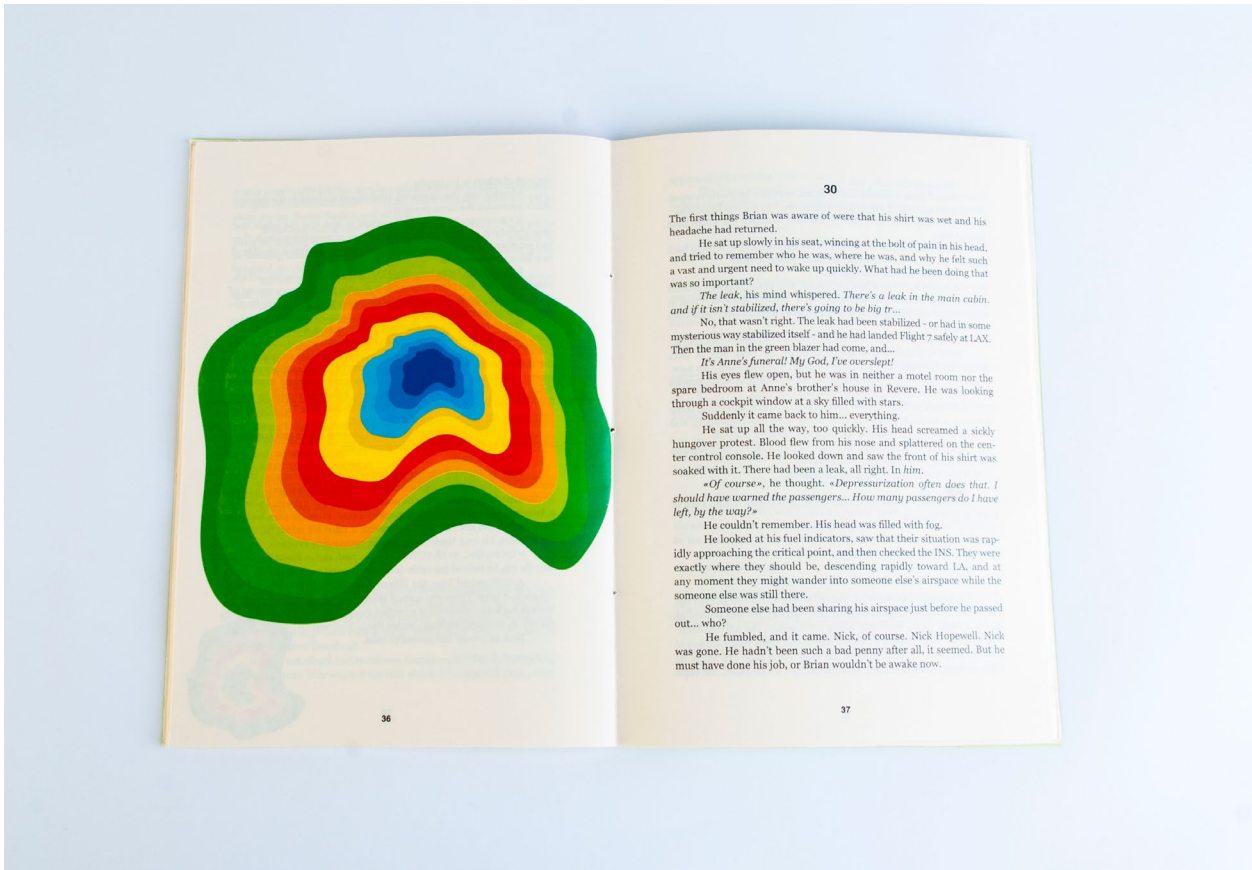 36
30
The first things Brian was aware of were that his shirt was wet and his
headache had returned.
He sat up slowly in his seat, wincing at the bolt of pain in his head,
and tried to remember who he was, where he was, and why he felt such
a vast and urgent need to wake up quickly. What had he been doing that
was so important?
The leak, his mind whispered. There's a leak in the main cabin,
and if it isn't stabilized, there's going to be big tr...
No, that wasn't right. The leak had been stabilized - or had in some
mysterious way stabilized itself - and he had landed Flight 7 safely at LAX.
Then the man in the green blazer had come, and...
It's Anne's funeral! My God, I've overslept!
His eyes flew open, but he was in neither a motel room nor the
spare bedroom at Anne's brother's house in Revere. He was looking
through a cockpit window at a sky filled with stars.
Suddenly it came back to him... everything.
He sat up all the way, too quickly. His head screamed a sickly
hungover protest. Blood flew from his nose and splattered on the cen-
ter control console. He looked down and saw the front of his shirt was
soaked with it. There had been a leak, all right. In him.
«Of course», he thought. «Depressurization often does that. I
should have warned the passengers... How many passengers do I have
left, by the way?»
He couldn't remember. His head was filled with fog.
He looked at his fuel indicators, saw that their situation was rap-
idly approaching the critical point, and then checked the INS. They were
exactly where they should be, descending rapidly toward LA, and at
any moment they might wander into someone else's airspace while the
someone else was still there.
Someone else had been sharing his airspace just before he passed
out... who?
He fumbled, and it came. Nick, of course. Nick Hopewell. Nick
was gone. He hadn't been such a bad penny after all, it seemed. But he
must have done his job, or Brian wouldn't be awake now.
37